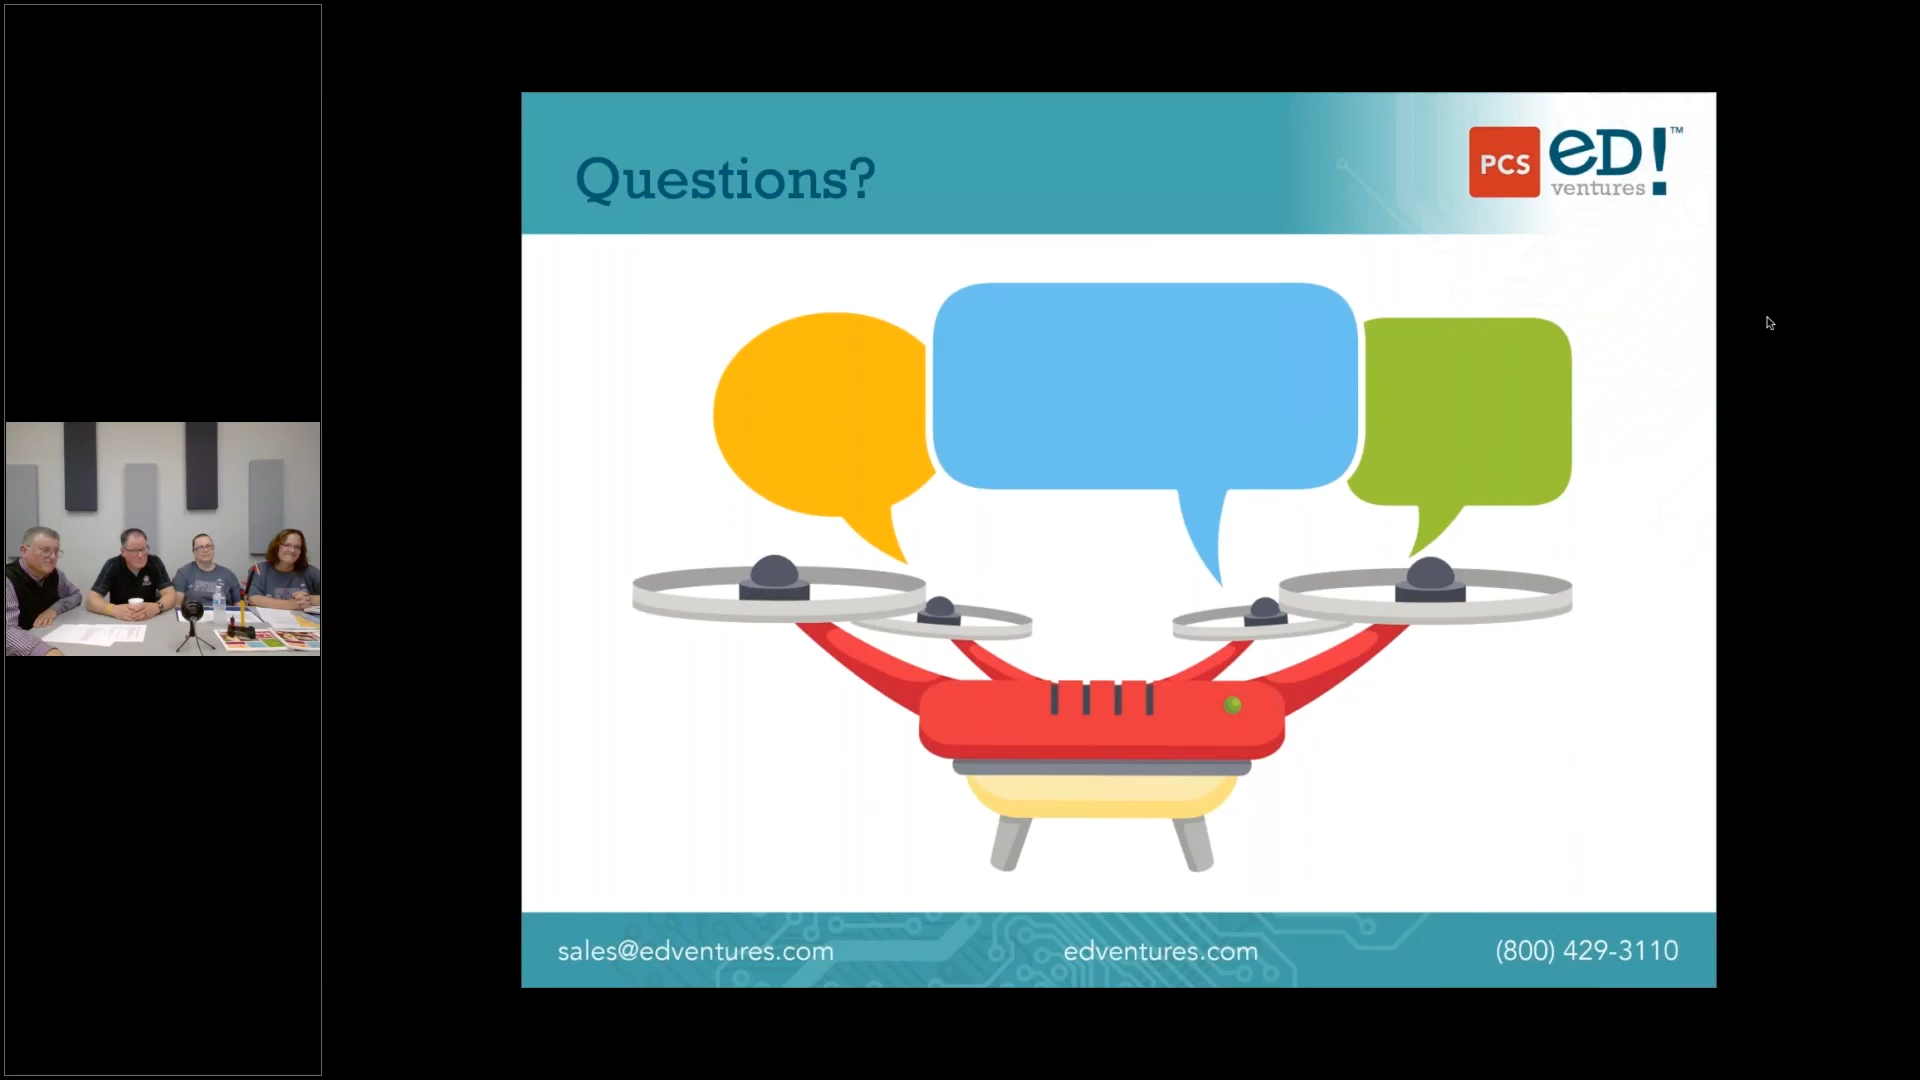 Questions?
PCS
eD!™
ventures
sales@edventures.com
edventures.com
(800) 429-3110